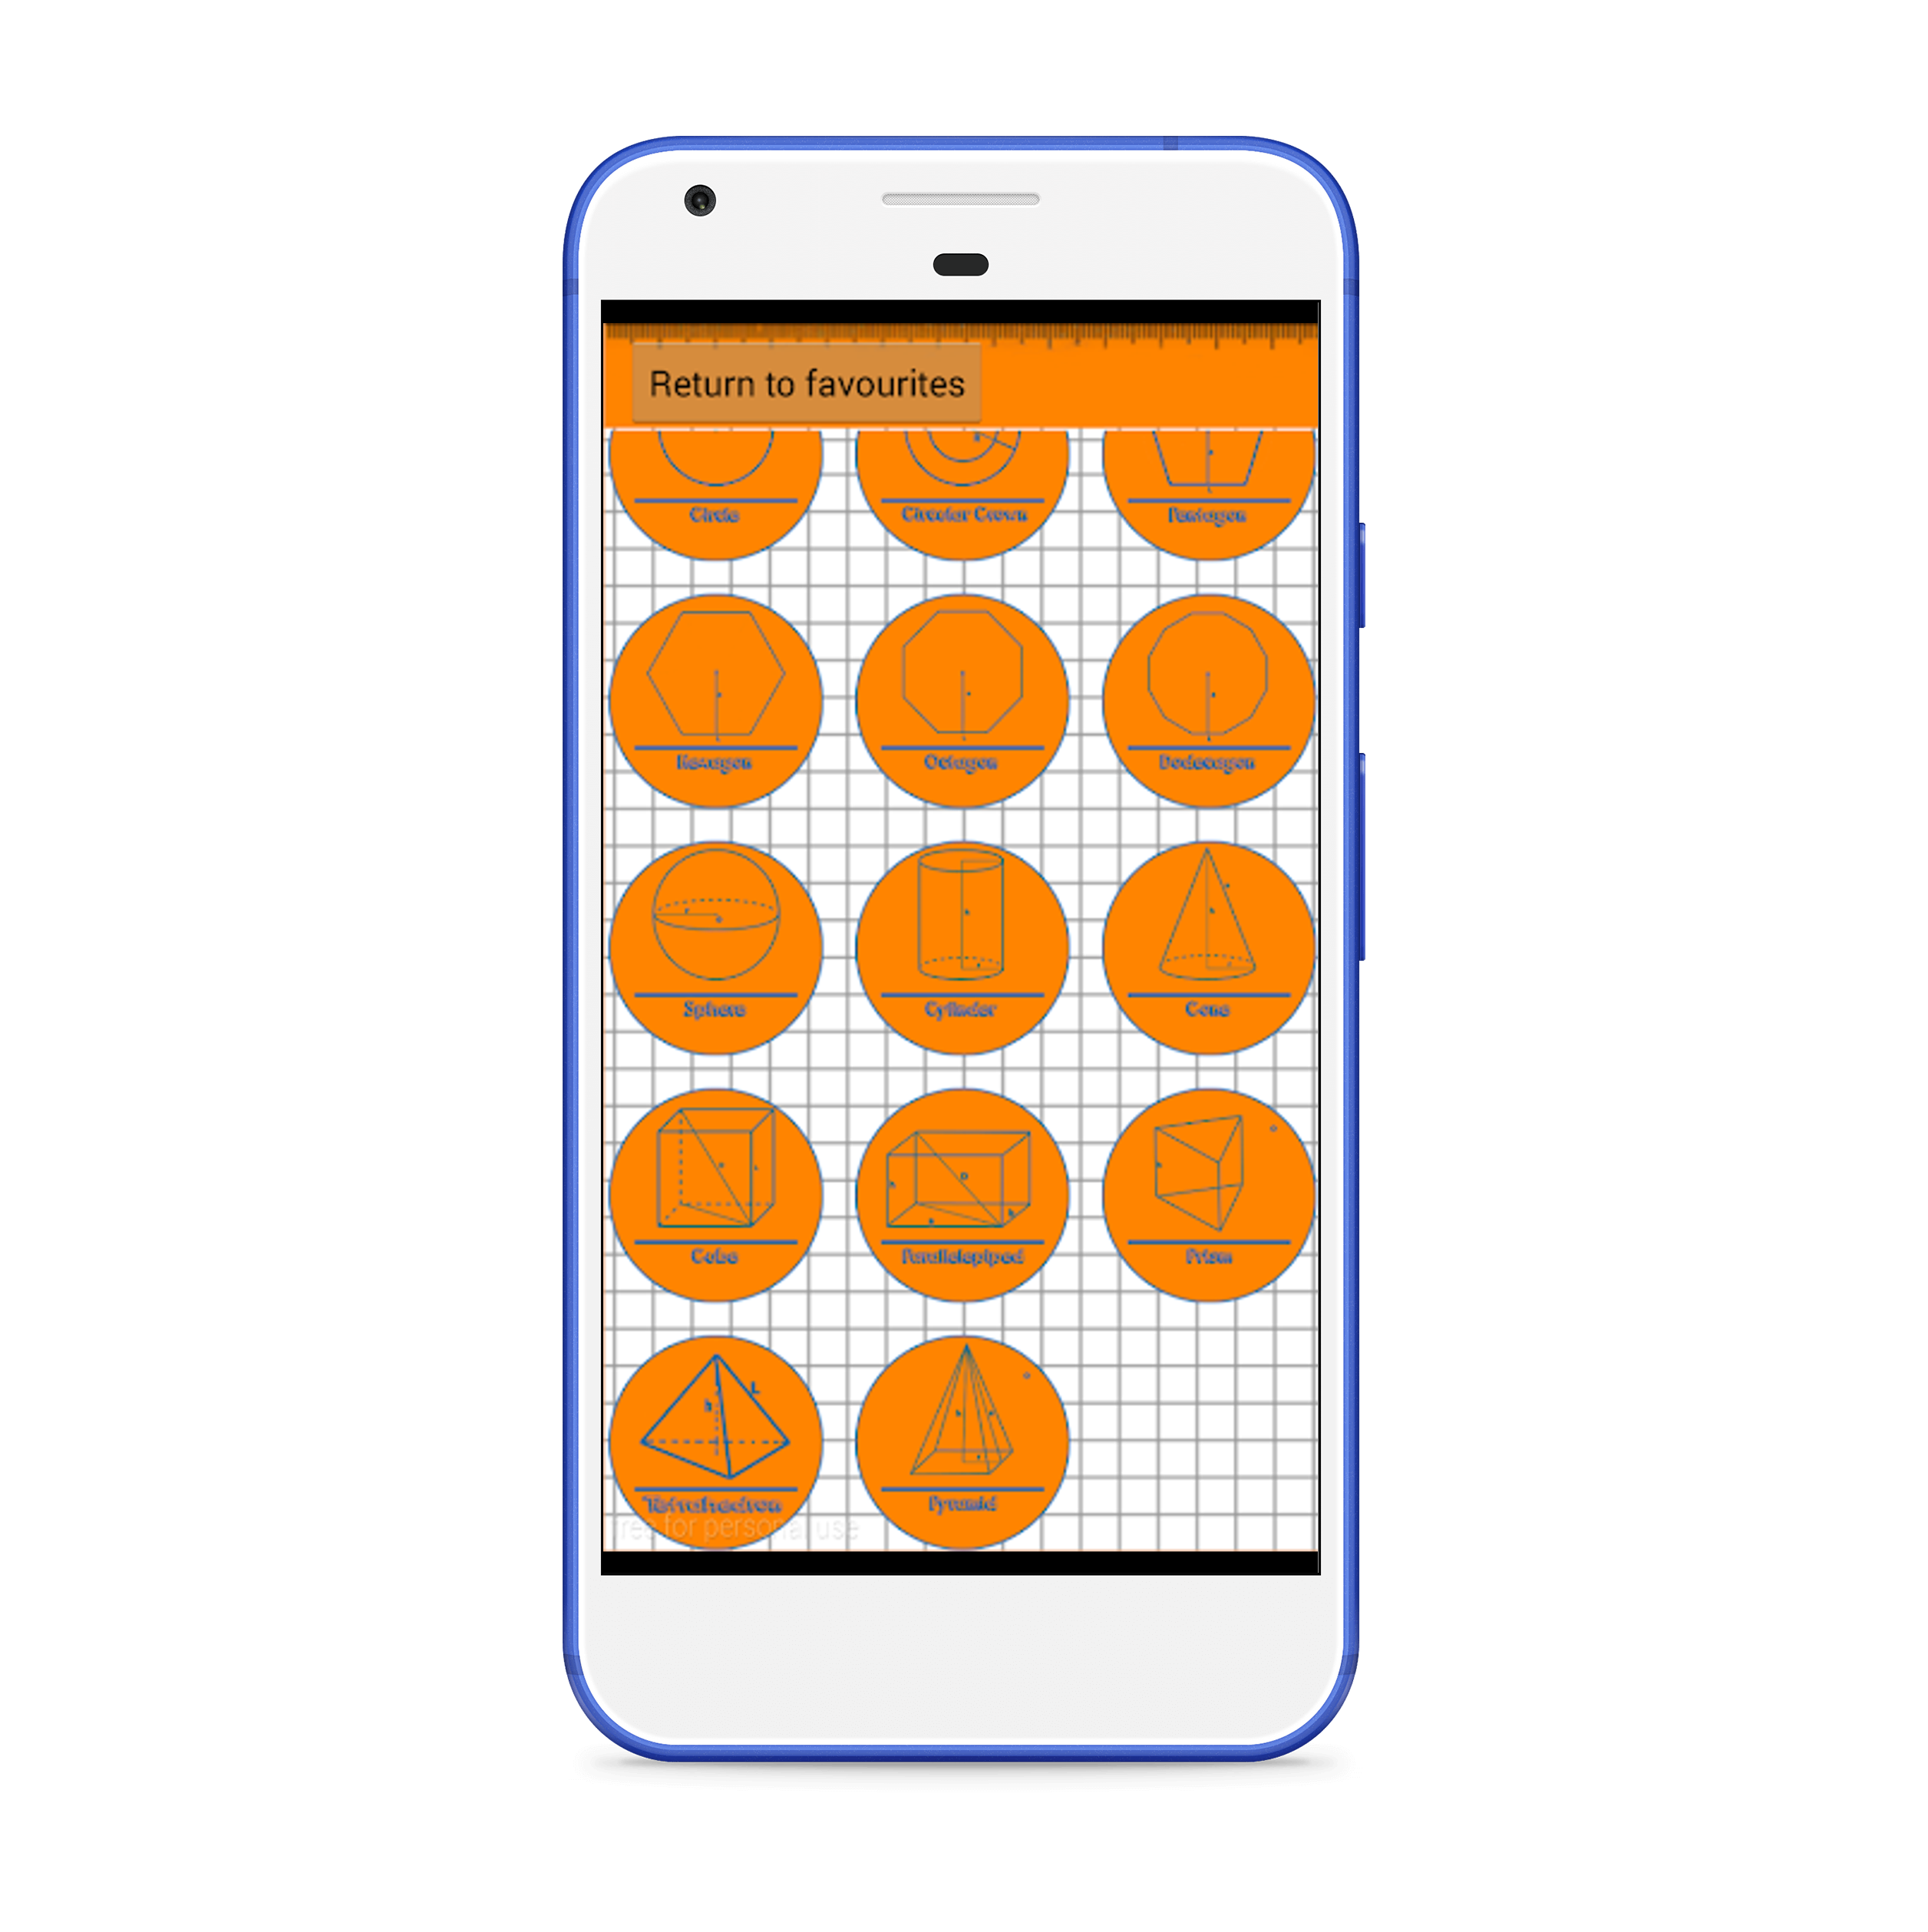 Return to favourites
Circle Circular Crown Pentagon
Hexagon Octagon Dodecagon
Sphere Cylinder Cone
Cube Parallelepiped Prism
h L
Tetrahedron Pyramid
free for personal use